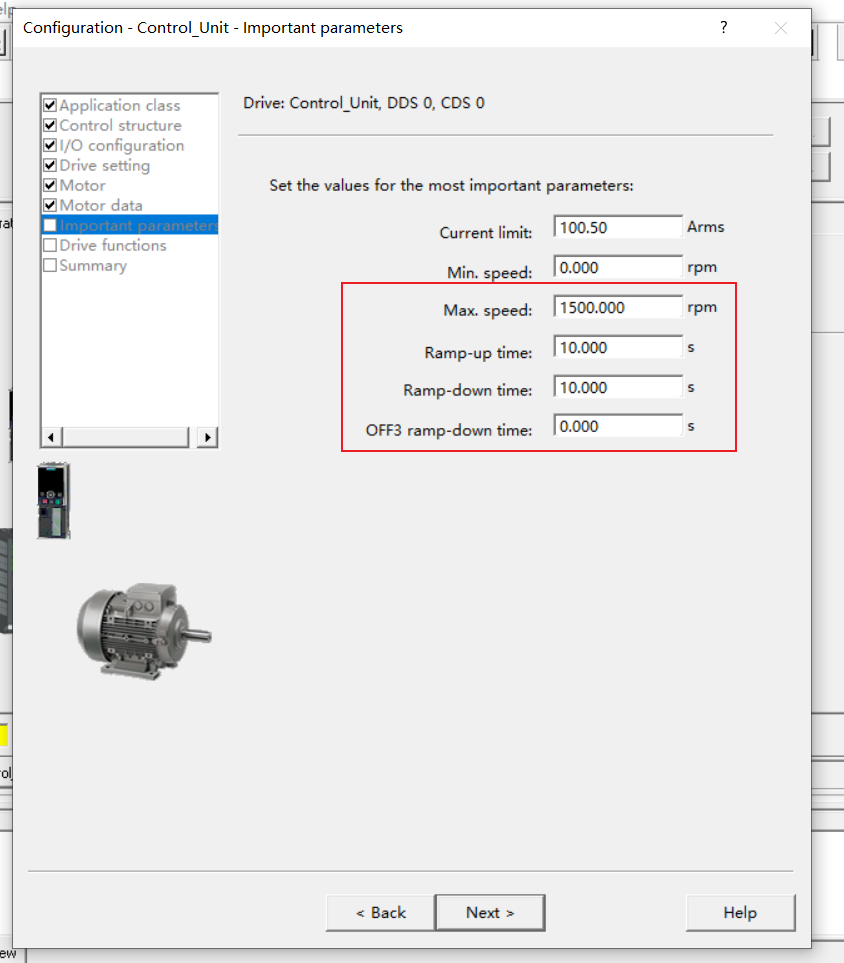 Configuration - Control_Unit - Important parameters ?
Application class
Control structure
I/O configuration
Drive setting
Motor
Motor data
Important parameters
Drive functions
Summary
Drive: Control_Unit, DDS 0, CDS 0
Set the values for the most important parameters:
Current limit: 100.50 Arms
Min. speed: 0.000 rpm
Max. speed: 1500.000 rpm
Ramp-up time: 10.000 s
Ramp-down time: 10.000 s
OFF3 ramp-down time: 0.000 s
< Back Next > Help